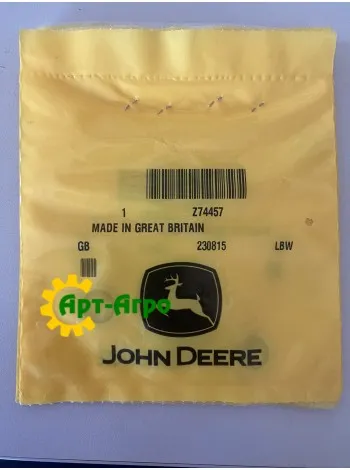 1 Z74457
MADE IN GREAT BRITAIN
GB 230815 LBW
Арт-Агро
JOHN DEERE